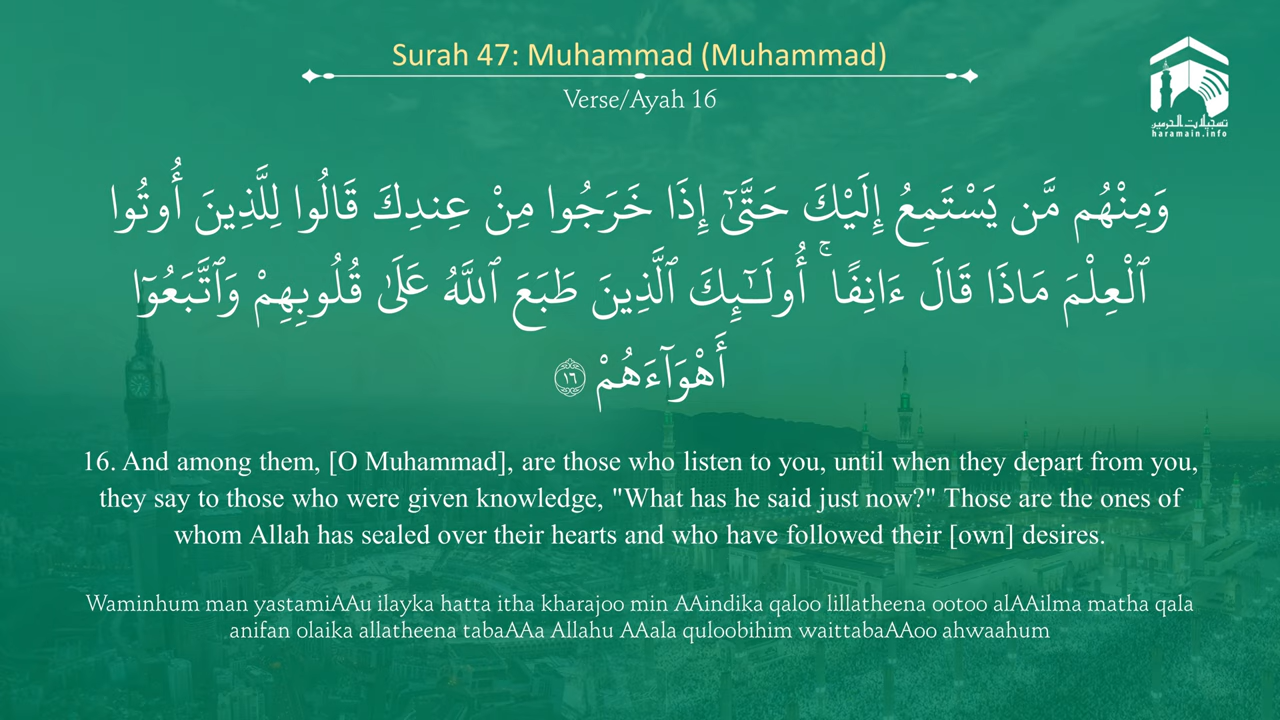 Surah 47: Muhammad (Muhammad)
Verse/Ayah 16
تسجيلات الحرمين
haramain.info
وَمِنْهُم مَّن يَسْتَمِعُ إِلَيْكَ حَتَّىٰٓ إِذَا خَرَجُوا مِنْ عِندِكَ قَالُوا لِلَّذِينَ أُوتُوا
ٱلْعِلْمَ مَاذَا قَالَ ءَانِفًا ۚ أُولَـٰٓئِكَ ٱلَّذِينَ طَبَعَ ٱللَّهُ عَلَىٰ قُلُوبِهِمْ وَٱتَّبَعُوٓا
أَهْوَآءَهُمْ ١٦
16. And among them, [O Muhammad], are those who listen to you, until when they depart from you,
they say to those who were given knowledge, "What has he said just now?" Those are the ones of
whom Allah has sealed over their hearts and who have followed their [own] desires.
Waminhum man yastamiAAu ilayka hatta itha kharajoo min AAindika qaloo lillatheena ootoo alAAilma matha qala
anifan olaika allatheena tabaAAa Allahu AAala quloobihim waittabaAAoo ahwaahum